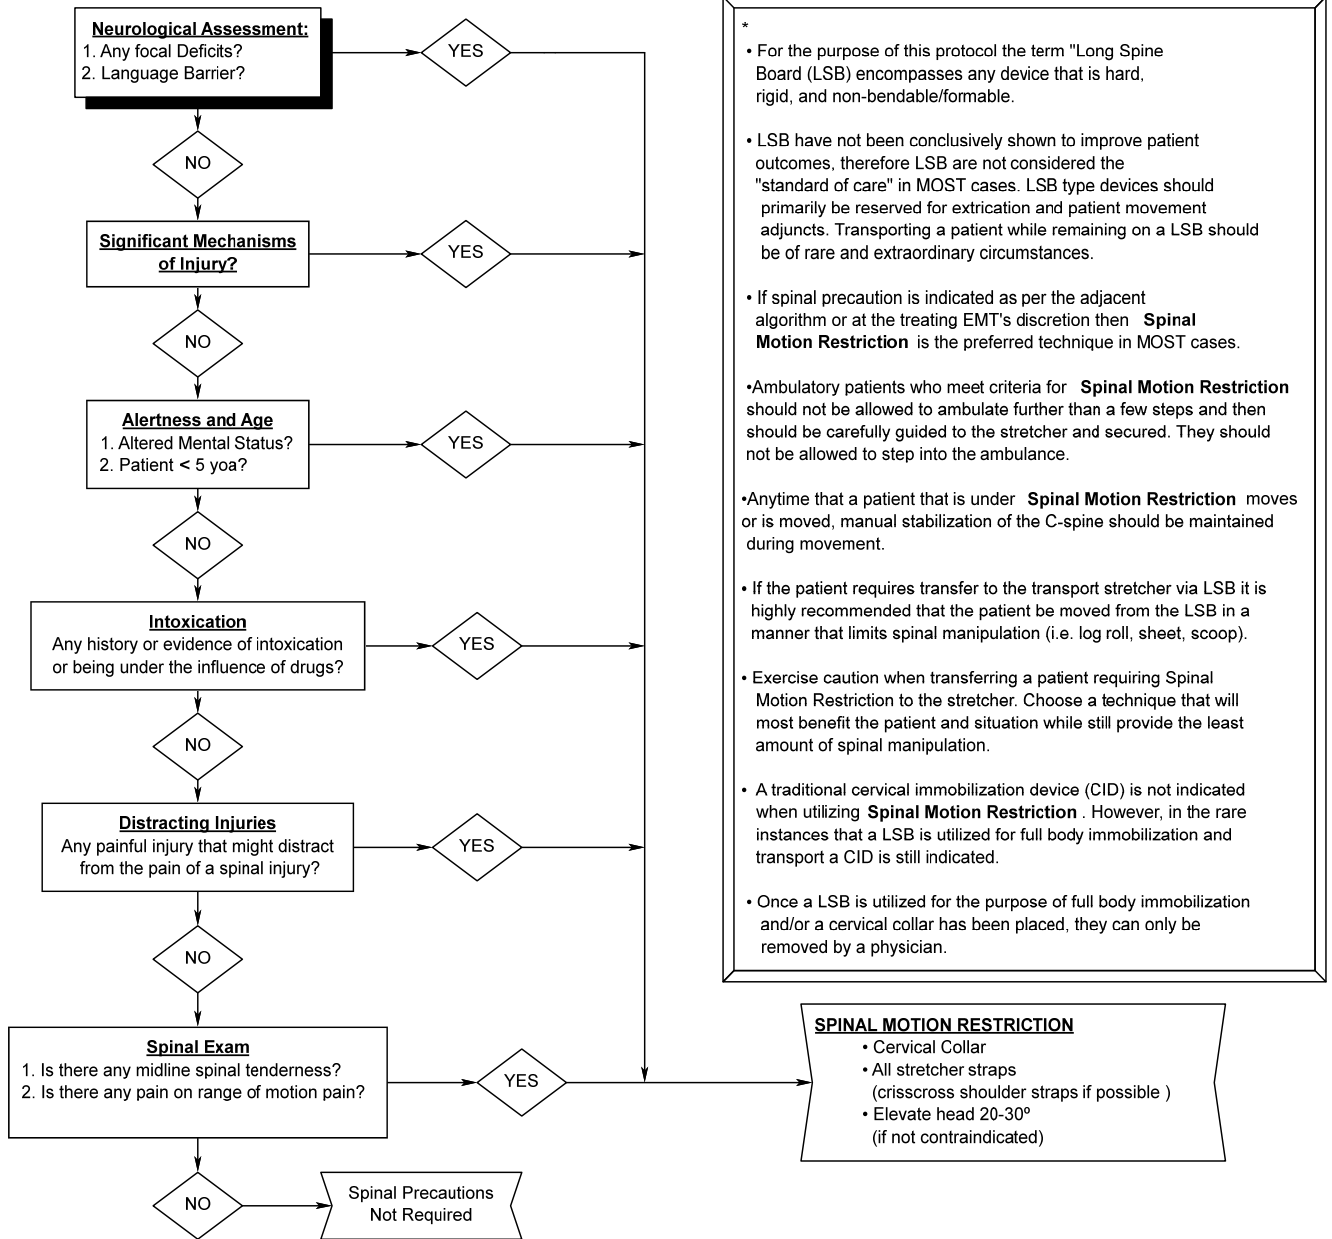 Neurological Assessment:
1. Any focal Deficits?
2. Language Barrier?
YES
NO
Significant Mechanisms
of Injury?
YES
NO
Alertness and Age
1. Altered Mental Status?
2. Patient < 5 yoa?
YES
NO
Intoxication
Any history or evidence of intoxication
or being under the influence of drugs?
YES
NO
Distracting Injuries
Any painful injury that might distract
from the pain of a spinal injury?
YES
NO
Spinal Exam
1. Is there any midline spinal tenderness?
2. Is there any pain on range of motion pain?
YES
NO
Spinal Precautions
Not Required
*
• For the purpose of this protocol the term "Long Spine
Board (LSB) encompasses any device that is hard,
rigid, and non-bendable/formable.
• LSB have not been conclusively shown to improve patient
outcomes, therefore LSB are not considered the
"standard of care" in MOST cases. LSB type devices should
primarily be reserved for extrication and patient movement
adjuncts. Transporting a patient while remaining on a LSB should
be of rare and extraordinary circumstances.
• If spinal precaution is indicated as per the adjacent
algorithm or at the treating EMT's discretion then Spinal
Motion Restriction is the preferred technique in MOST cases.
•Ambulatory patients who meet criteria for Spinal Motion Restriction
should not be allowed to ambulate further than a few steps and then
should be carefully guided to the stretcher and secured. They should
not be allowed to step into the ambulance.
•Anytime that a patient that is under Spinal Motion Restriction moves
or is moved, manual stabilization of the C-spine should be maintained
during movement.
• If the patient requires transfer to the transport stretcher via LSB it is
highly recommended that the patient be moved from the LSB in a
manner that limits spinal manipulation (i.e. log roll, sheet, scoop).
• Exercise caution when transferring a patient requiring Spinal
Motion Restriction to the stretcher. Choose a technique that will
most benefit the patient and situation while still provide the least
amount of spinal manipulation.
• A traditional cervical immobilization device (CID) is not indicated
when utilizing Spinal Motion Restriction . However, in the rare
instances that a LSB is utilized for full body immobilization and
transport a CID is still indicated.
• Once a LSB is utilized for the purpose of full body immobilization
and/or a cervical collar has been placed, they can only be
removed by a physician.
SPINAL MOTION RESTRICTION
• Cervical Collar
• All stretcher straps
(crisscross shoulder straps if possible )
• Elevate head 20-30º
(if not contraindicated)